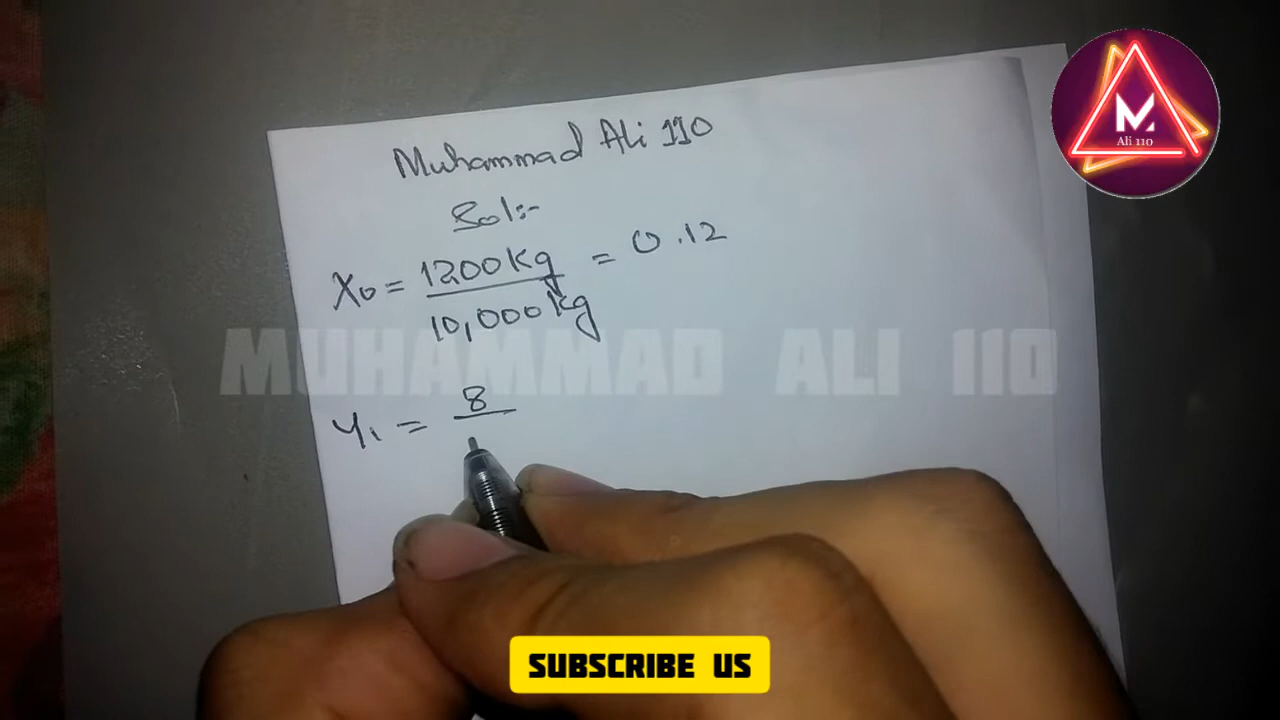 M
Ali 110
Muhammad Ali 110
Sol:-
X₀ = 1200 Kg / 10,000 Kg = 0.12
MUHAMMAD ALI 110
Y₁ = 8
SUBSCRIBE US